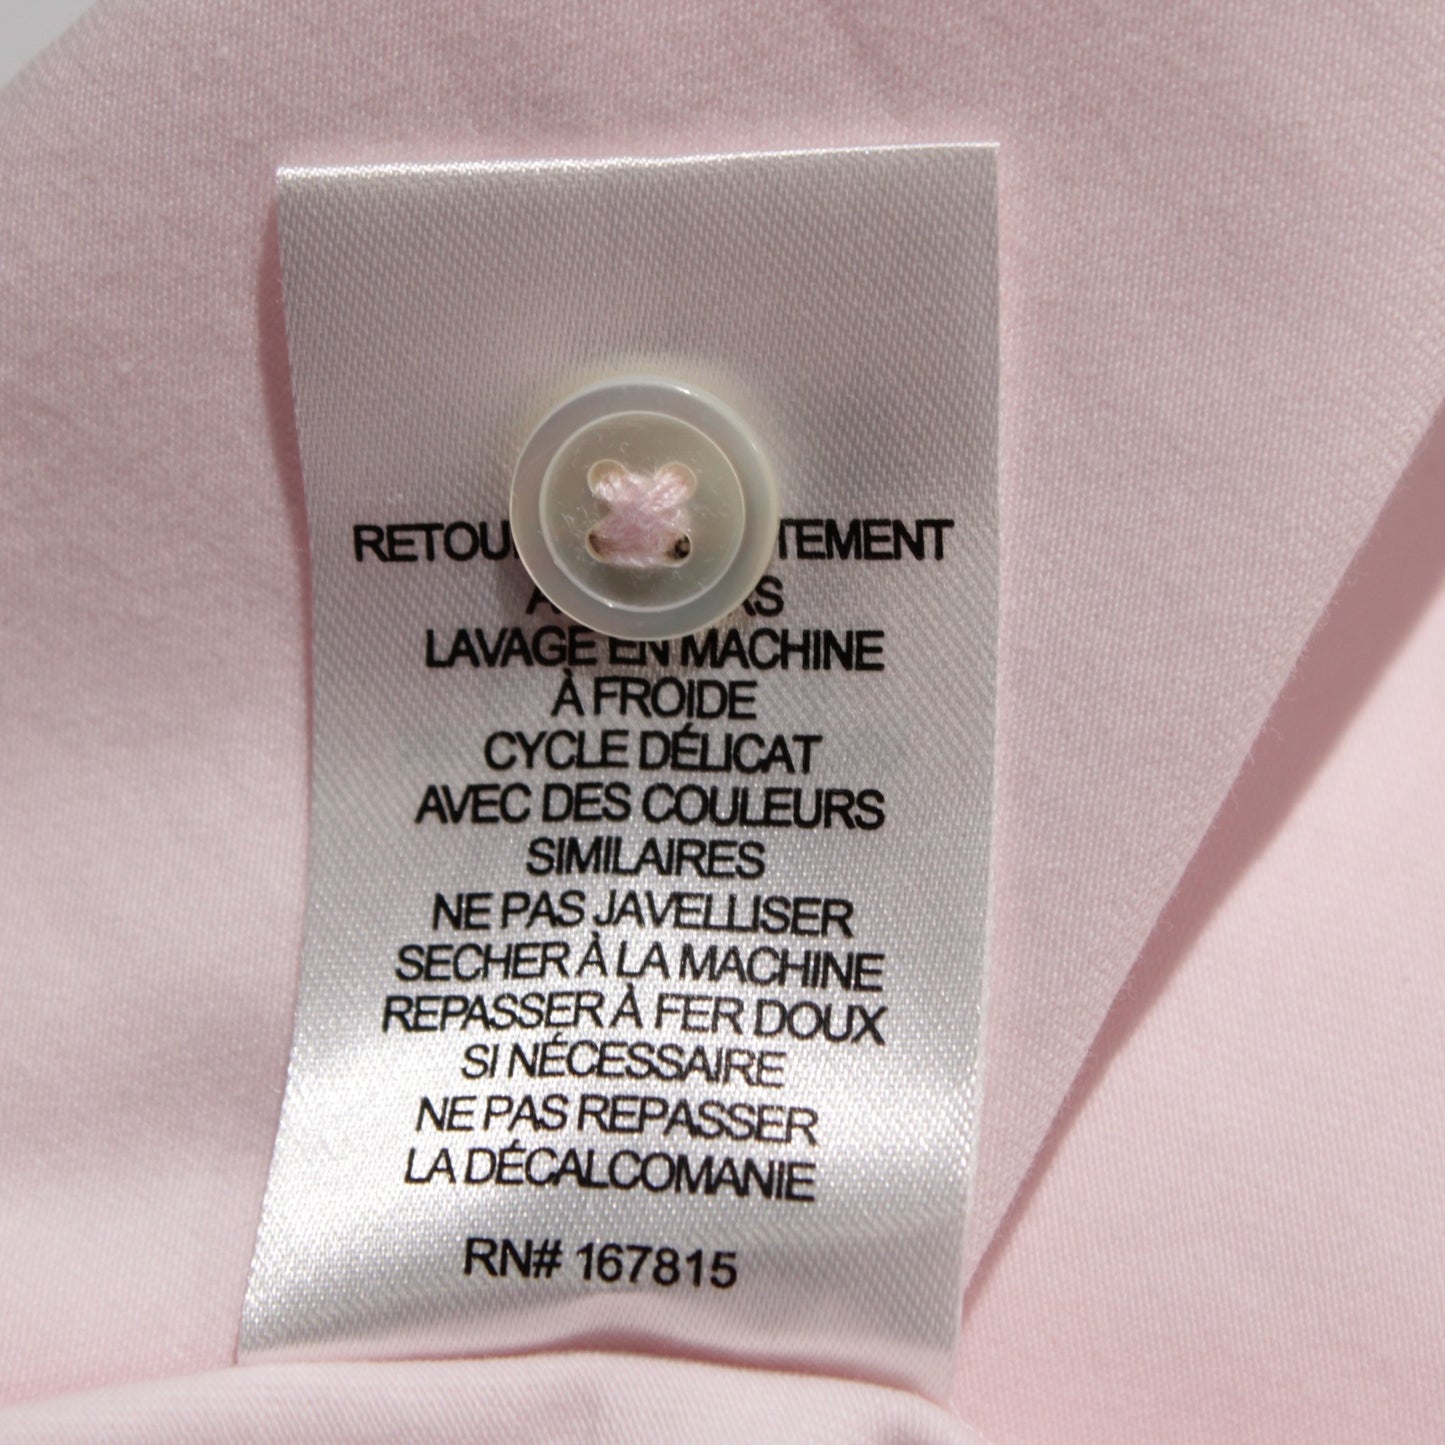 LAVAGE EN MACHINE
À FROIDE
CYCLE DÉLICAT
AVEC DES COULEURS
SIMILAIRES
NE PAS JAVELLISER
SECHER À LA MACHINE
REPASSER À FER DOUX
SI NÉCESSAIRE
NE PAS REPASSER
LA DÉCALCOMANIE
RN# 167815